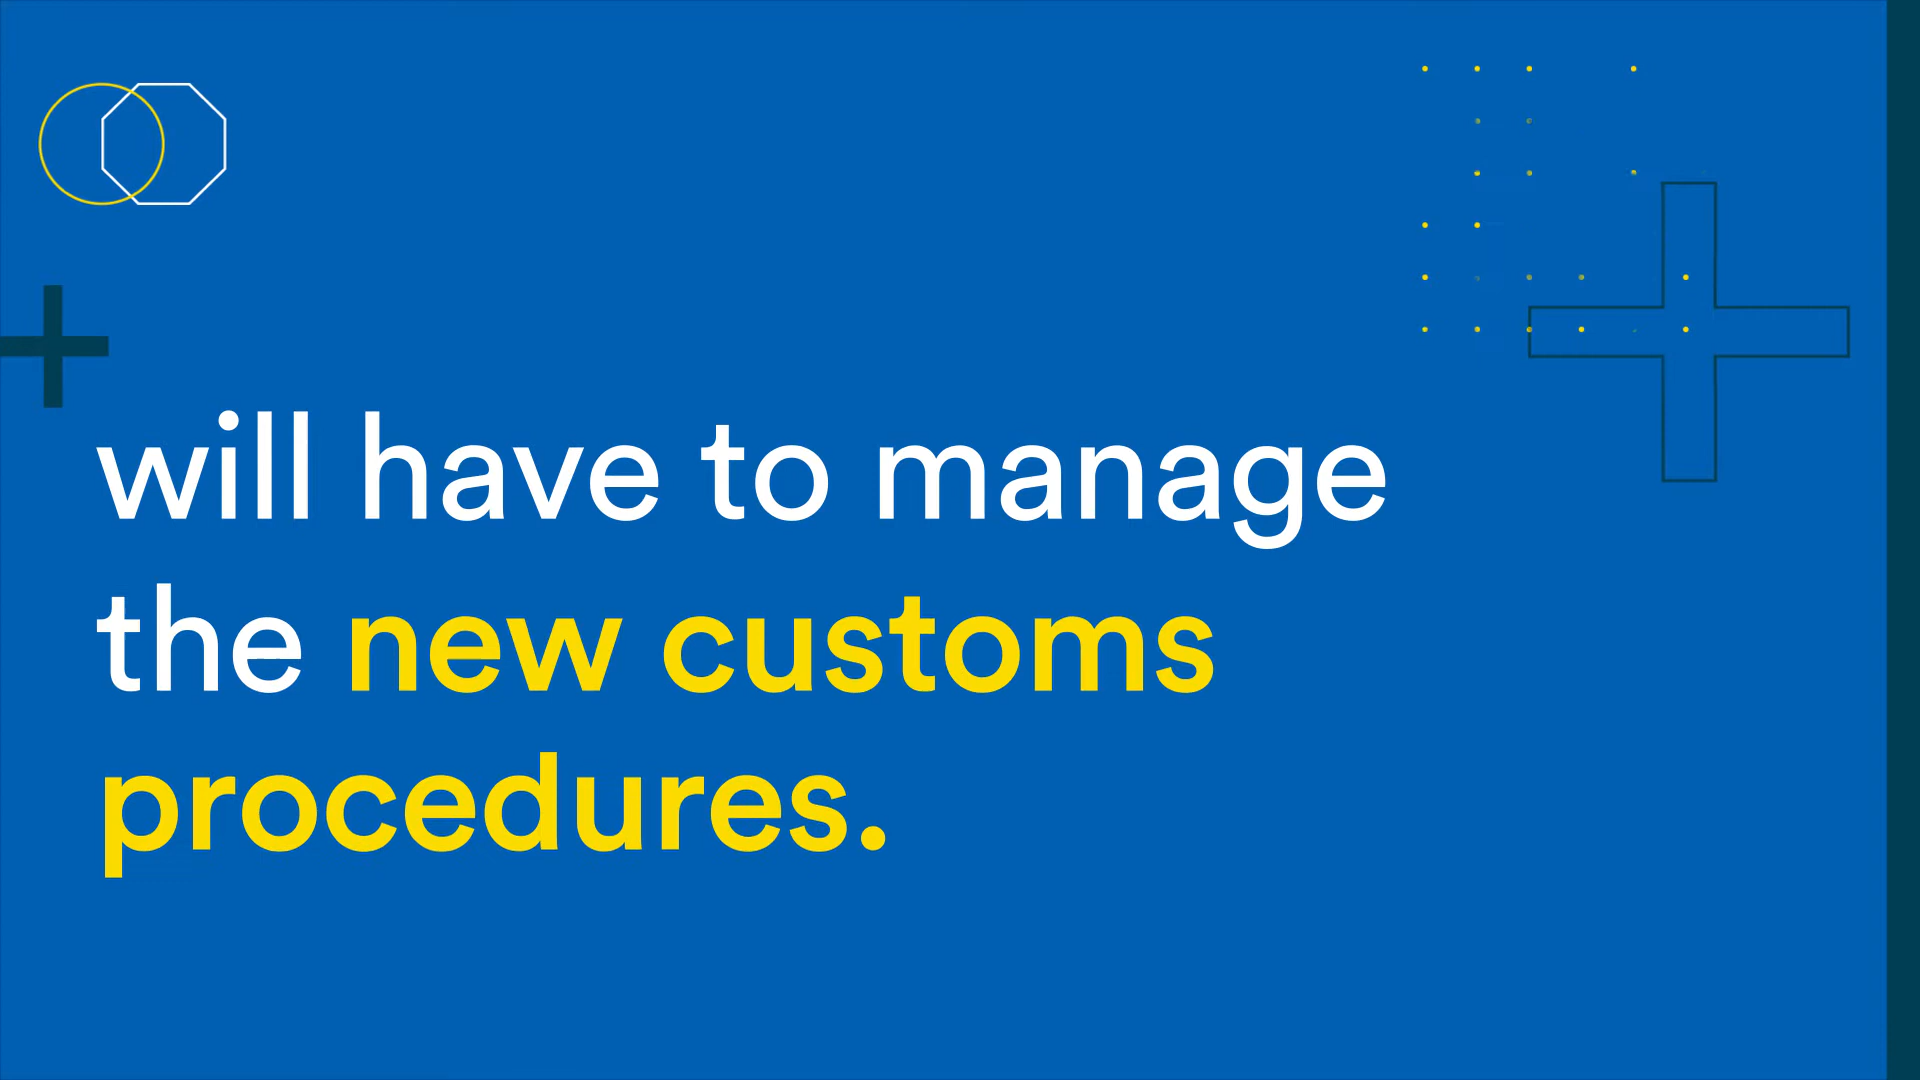 will have to manage
the new customs
procedures.